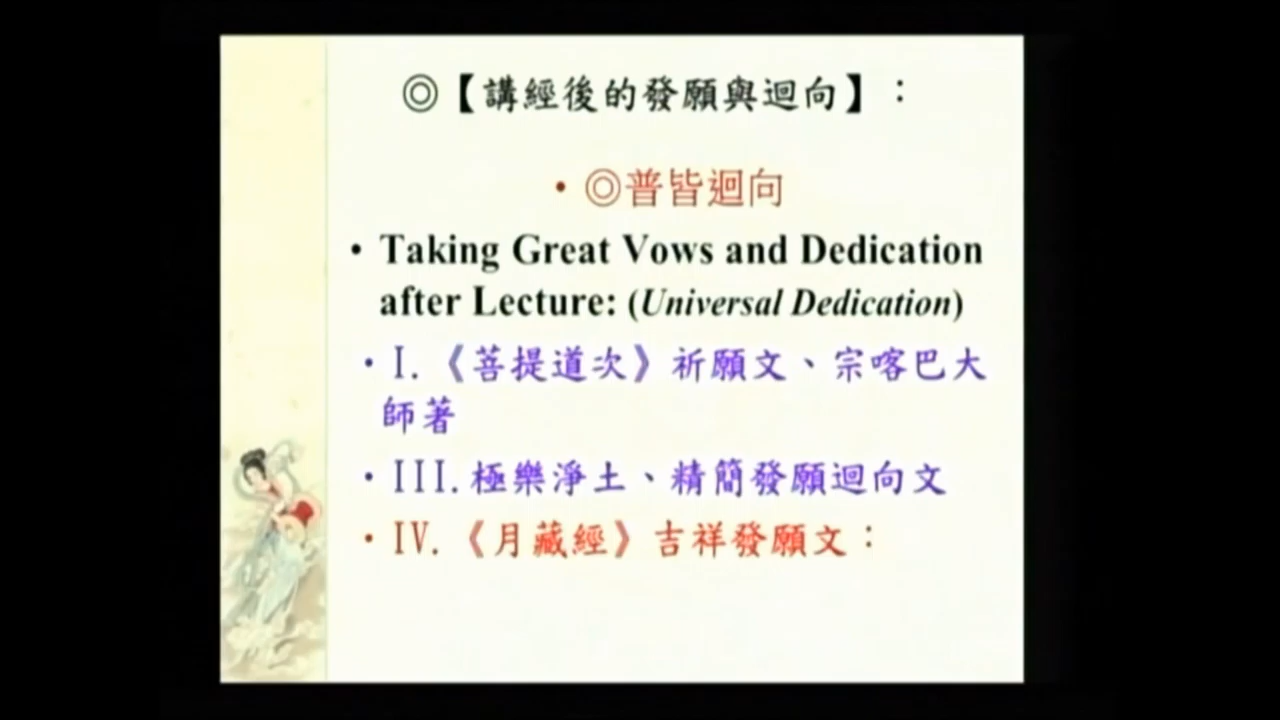 ◎【講經後的發願與迴向】：
• ◎普皆迴向
• Taking Great Vows and Dedication
after Lecture: (Universal Dedication)
• I.《菩提道次》祈願文、宗喀巴大
師著
• III.極樂淨土、精簡發願迴向文
• IV.《月藏經》吉祥發願文：